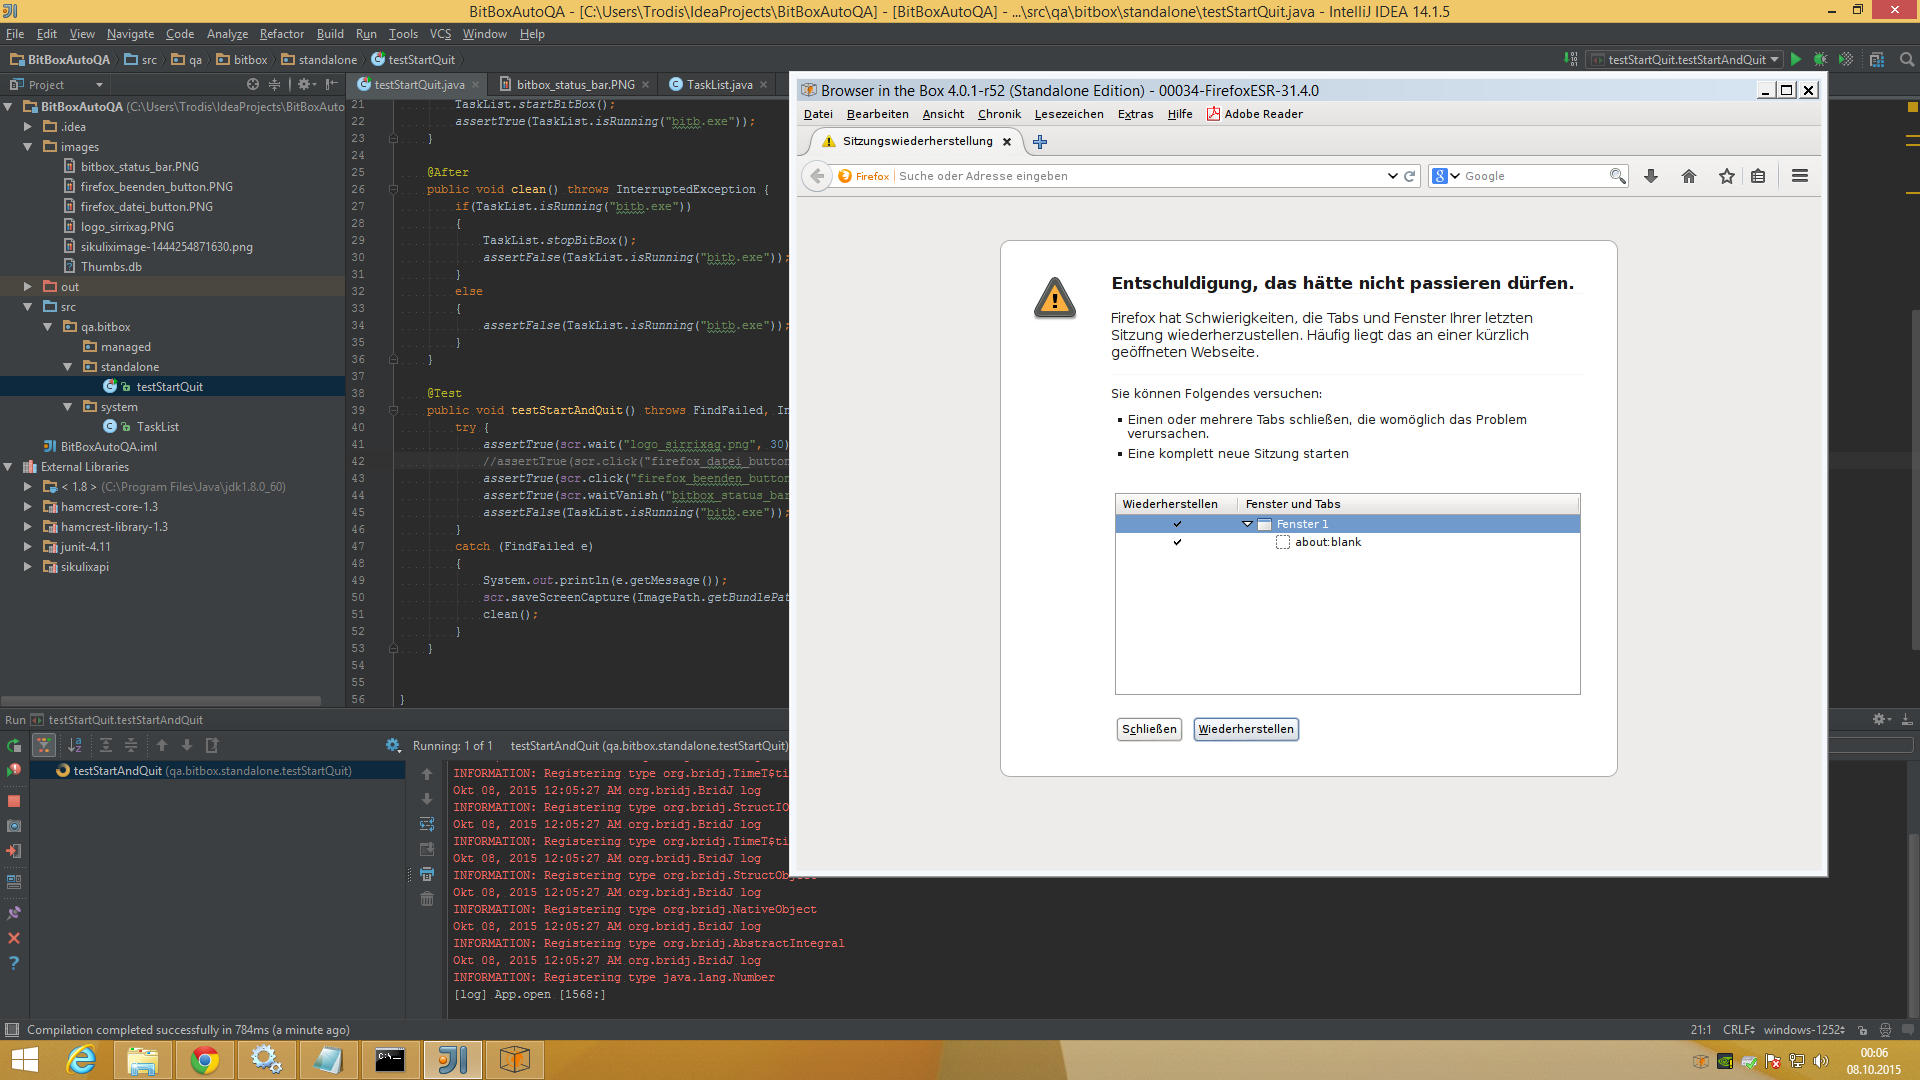 BitBoxAutoQA - [C:\Users\Trodis\IdeaProjects\BitBoxAutoQA] - [BitBoxAutoQA] - ...\src\qa\bitbox\standalone\testStartQuit.java - IntelliJ IDEA 14.1.5
File Edit View Navigate Code Analyze Refactor Build Run Tools VCS Window Help
BitBoxAutoQA src qa bitbox standalone testStartQuit
testStartQuit.testStartAndQuit
Project
testStartQuit.java bitbox_status_bar.PNG TaskList.java
BitBoxAutoQA (C:\Users\Trodis\IdeaProjects\BitBoxAuto
.idea
images
bitbox_status_bar.PNG
firefox_beenden_button.PNG
firefox_datei_button.PNG
logo_sirrixag.PNG
sikuliximage-1444254871630.png
Thumbs.db
out
src
qa.bitbox
managed
standalone
testStartQuit
system
TaskList
BitBoxAutoQA.iml
External Libraries
< 1.8 > (C:\Program Files\Java\jdk1.8.0_60)
hamcrest-core-1.3
hamcrest-library-1.3
junit-4.11
sikulixapi
21 TaskList.startBitBox();
22 assertTrue(TaskList.isRunning("bitb.exe"));
23 }
24
25 @After
26 public void clean() throws InterruptedException {
27 if(TaskList.isRunning("bitb.exe"))
28 {
29 TaskList.stopBitBox();
30 assertFalse(TaskList.isRunning("bitb.exe"));
31 }
32 else
33 {
34 assertFalse(TaskList.isRunning("bitb.exe"));
35 }
36 }
37
38 @Test
39 public void testStartAndQuit() throws FindFailed, In
40 try {
41 assertTrue(scr.wait("logo_sirrixag.png", 30)
42 //assertTrue(scr.click("firefox_datei_button
43 assertTrue(scr.click("firefox_beenden_button
44 assertTrue(scr.waitVanish("bitbox_status_bar
45 assertFalse(TaskList.isRunning("bitb.exe"));
46 }
47 catch (FindFailed e)
48 {
49 System.out.println(e.getMessage());
50 scr.saveScreenCapture(ImagePath.getBundlePat
51 clean();
52 }
53 }
54
55
56 }
Browser in the Box 4.0.1-r52 (Standalone Edition) - 00034-FirefoxESR-31.4.0
Datei Bearbeiten Ansicht Chronik Lesezeichen Extras Hilfe Adobe Reader
Sitzungswiederherstellung
Firefox Suche oder Adresse eingeben
Google
Entschuldigung, das hätte nicht passieren dürfen.
Firefox hat Schwierigkeiten, die Tabs und Fenster Ihrer letzten
Sitzung wiederherzustellen. Häufig liegt das an einer kürzlich
geöffneten Webseite.
Sie können Folgendes versuchen:
Einen oder mehrere Tabs schließen, die womöglich das Problem
verursachen.
Eine komplett neue Sitzung starten
Wiederherstellen Fenster und Tabs
Fenster 1
about:blank
Schließen Wiederherstellen
Run testStartQuit.testStartAndQuit
Running: 1 of 1 testStartAndQuit (qa.bitbox.standalone.testStartQuit)
testStartAndQuit (qa.bitbox.standalone.testStartQuit)
INFORMATION: Registering type org.bridj.TimeT$ti
Okt 08, 2015 12:05:27 AM org.bridj.BridJ log
INFORMATION: Registering type org.bridj.StructIO
Okt 08, 2015 12:05:27 AM org.bridj.BridJ log
INFORMATION: Registering type org.bridj.TimeT$ti
Okt 08, 2015 12:05:27 AM org.bridj.BridJ log
INFORMATION: Registering type org.bridj.StructObject
Okt 08, 2015 12:05:27 AM org.bridj.BridJ log
INFORMATION: Registering type org.bridj.NativeObject
Okt 08, 2015 12:05:27 AM org.bridj.BridJ log
INFORMATION: Registering type org.bridj.AbstractIntegral
Okt 08, 2015 12:05:27 AM org.bridj.BridJ log
INFORMATION: Registering type java.lang.Number
[log] App.open [1568:]
Compilation completed successfully in 784ms (a minute ago)
21:1 CRLF windows-1252
00:06
08.10.2015